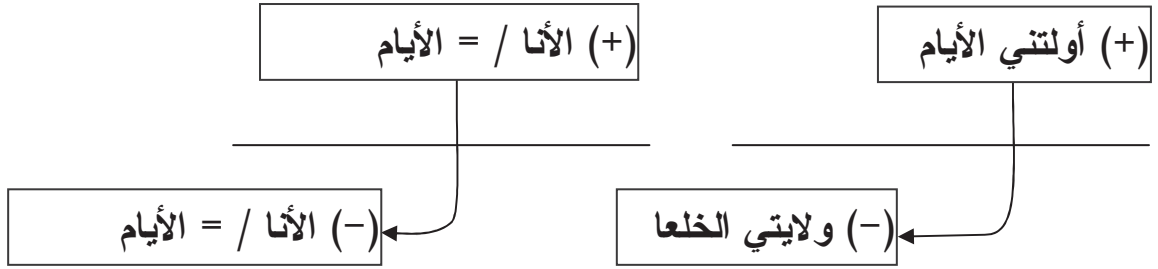 (+) أولتني الأيام
(+) الأنا / = الأيام
(−) ولايتي الخلعا
(−) الأنا / = الأيام